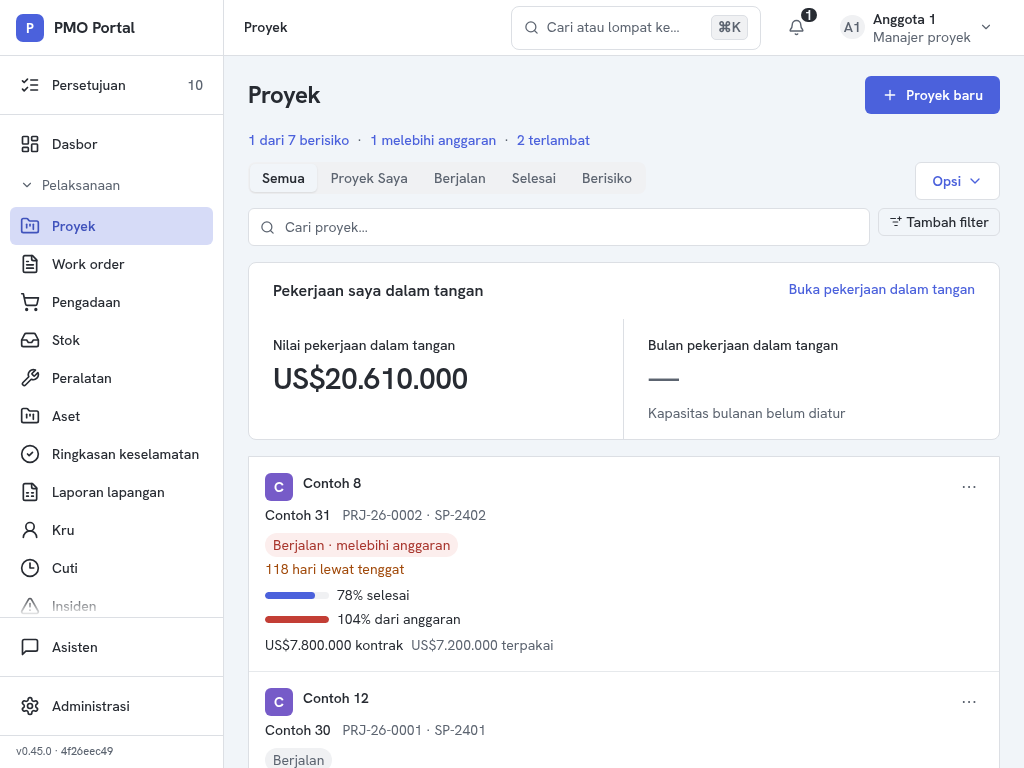 P PMO Portal
Proyek
Cari atau lompat ke...
⌘K
1
A1
Anggota 1
Manajer proyek
Persetujuan 10
Dasbor
Pelaksanaan
Proyek
Work order
Pengadaan
Stok
Peralatan
Aset
Ringkasan keselamatan
Laporan lapangan
Kru
Cuti
Insiden
Asisten
Administrasi
v0.45.0 · 4f26eec49
Proyek
+ Proyek baru
1 dari 7 berisiko · 1 melebihi anggaran · 2 terlambat
Semua Proyek Saya Berjalan Selesai Berisiko
Opsi
Cari proyek...
Tambah filter
Pekerjaan saya dalam tangan
Buka pekerjaan dalam tangan
Nilai pekerjaan dalam tangan
US$20.610.000
Bulan pekerjaan dalam tangan
—
Kapasitas bulanan belum diatur
C Contoh 8 ...
Contoh 31 PRJ-26-0002 · SP-2402
Berjalan · melebihi anggaran
118 hari lewat tenggat
78% selesai
104% dari anggaran
US$7.800.000 kontrak US$7.200.000 terpakai
C Contoh 12 ...
Contoh 30 PRJ-26-0001 · SP-2401
Berjalan